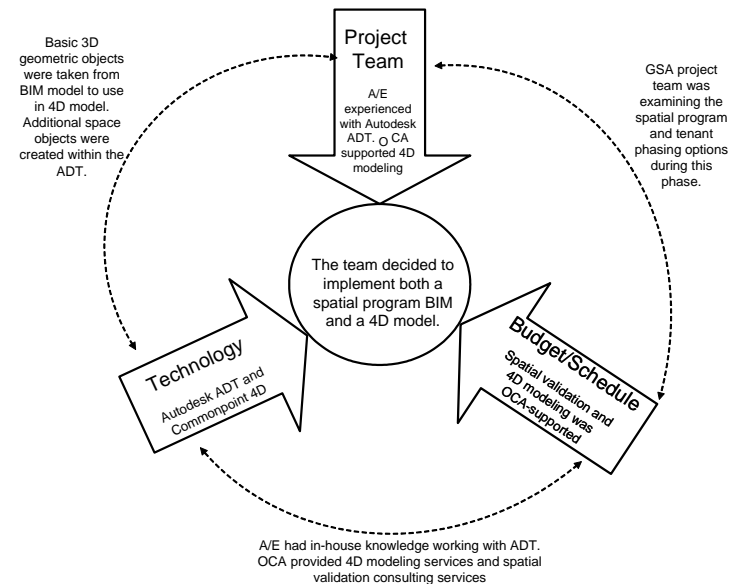 Basic 3D
geometric objects
were taken from
BIM model to use
in 4D model.
Additional space
objects were
created within the
ADT.
Project
Team
A/E
experienced
with Autodesk
ADT. O CA
supported 4D
modeling
GSA project
team was
examining the
spatial program
and tenant
phasing options
during this
phase.
The team decided to
implement both a
spatial program BIM
and a 4D model.
Technology
Autodesk ADT and
Commonpoint 4D
Budget/Schedule
Spatial validation and
4D modeling was
OCA-supported
A/E had in-house knowledge working with ADT.
OCA provided 4D modeling services and spatial
validation consulting services